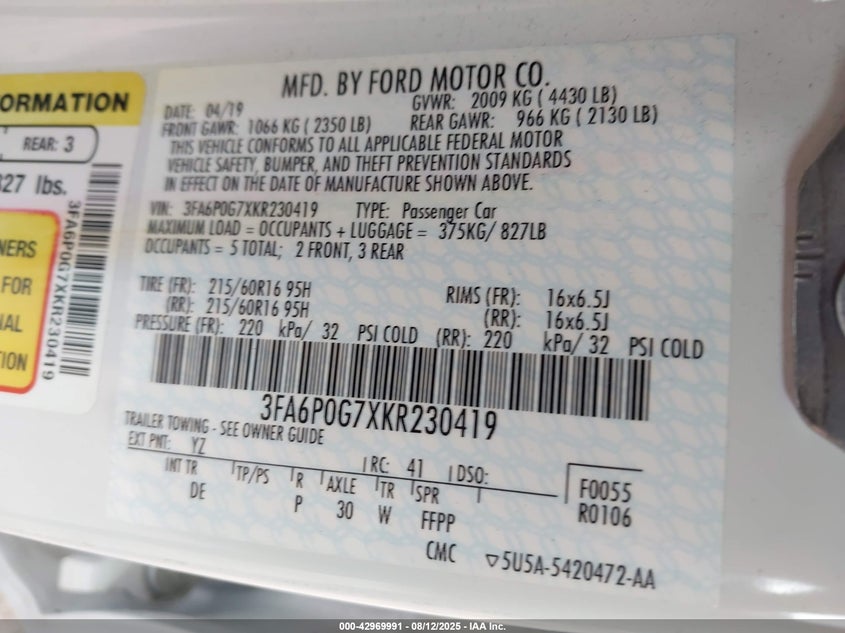 ORMATION
REAR: 3
827 lbs.
3FA6P0G7XKR230419
NERS
FOR
NAL
TION
MFD. BY FORD MOTOR CO.
DATE: 04/19 GVWR: 2009 KG ( 4430 LB)
FRONT GAWR: 1066 KG ( 2350 LB) REAR GAWR: 966 KG ( 2130 LB)
THIS VEHICLE CONFORMS TO ALL APPLICABLE FEDERAL MOTOR
VEHICLE SAFETY, BUMPER, AND THEFT PREVENTION STANDARDS
IN EFFECT ON THE DATE OF MANUFACTURE SHOWN ABOVE.
VIN: 3FA6P0G7XKR230419 TYPE: Passenger Car
MAXIMUM LOAD = OCCUPANTS + LUGGAGE = 375KG/ 827LB
OCCUPANTS = 5 TOTAL; 2 FRONT, 3 REAR
TIRE (FR): 215/60R16 95H RIMS (FR): 16x6.5J
(RR): 215/60R16 95H (RR): 16x6.5J
PRESSURE (FR): 220 kPa/ 32 PSI COLD (RR): 220 kPa/ 32 PSI COLD
3FA6P0G7XKR230419
TRAILER TOWING - SEE OWNER GUIDE
EXT PNT: YZ RC: 41 DSO:
INT TR TP/PS R AXLE TR SPR F0055
DE P 30 W FFPP R0106
CMC ▽5U5A-5420472-AA
000-42969991 - 08/12/2025 - IAA Inc.